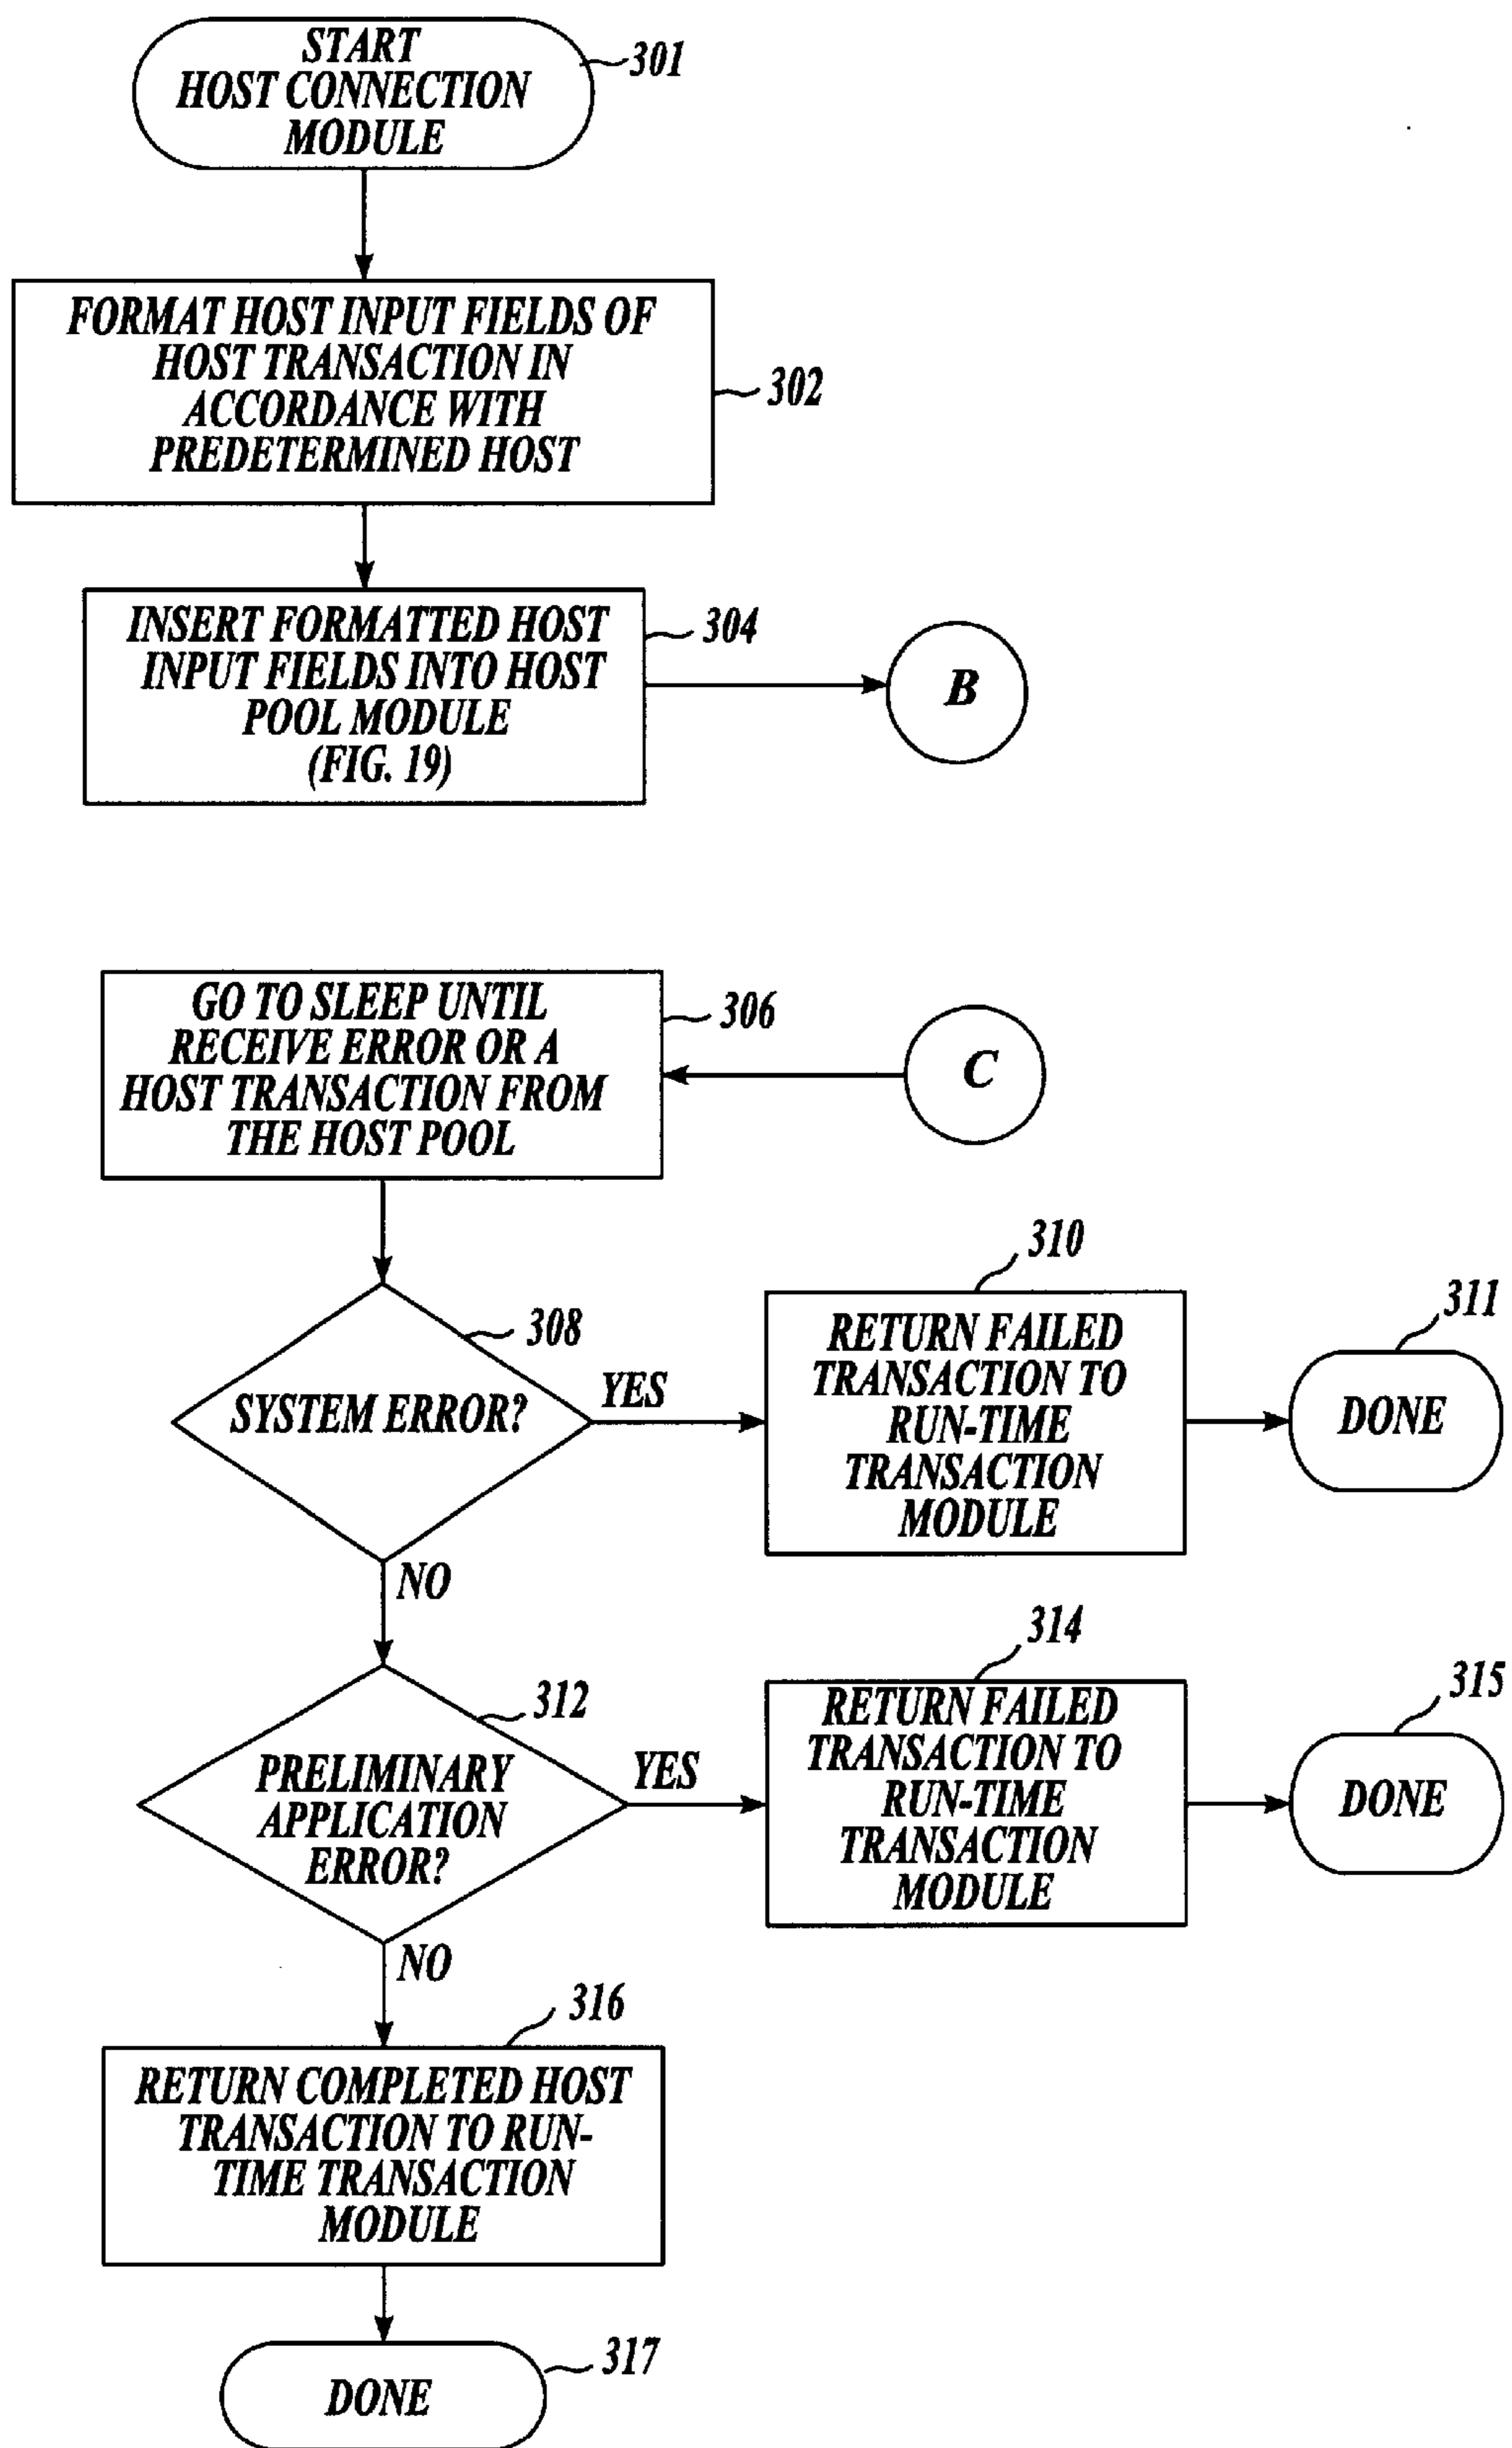 START
HOST CONNECTION
MODULE
301
FORMAT HOST INPUT FIELDS OF
HOST TRANSACTION IN
ACCORDANCE WITH
PREDETERMINED HOST
302
INSERT FORMATTED HOST
INPUT FIELDS INTO HOST
POOL MODULE
(FIG. 19)
304
B
GO TO SLEEP UNTIL
RECEIVE ERROR OR A
HOST TRANSACTION FROM
THE HOST POOL
306
C
SYSTEM ERROR?
308
YES
NO
RETURN FAILED
TRANSACTION TO
RUN-TIME
TRANSACTION
MODULE
310
DONE
311
PRELIMINARY
APPLICATION
ERROR?
312
YES
NO
RETURN FAILED
TRANSACTION TO
RUN-TIME
TRANSACTION
MODULE
314
DONE
315
RETURN COMPLETED HOST
TRANSACTION TO RUN-
TIME TRANSACTION
MODULE
316
DONE
317